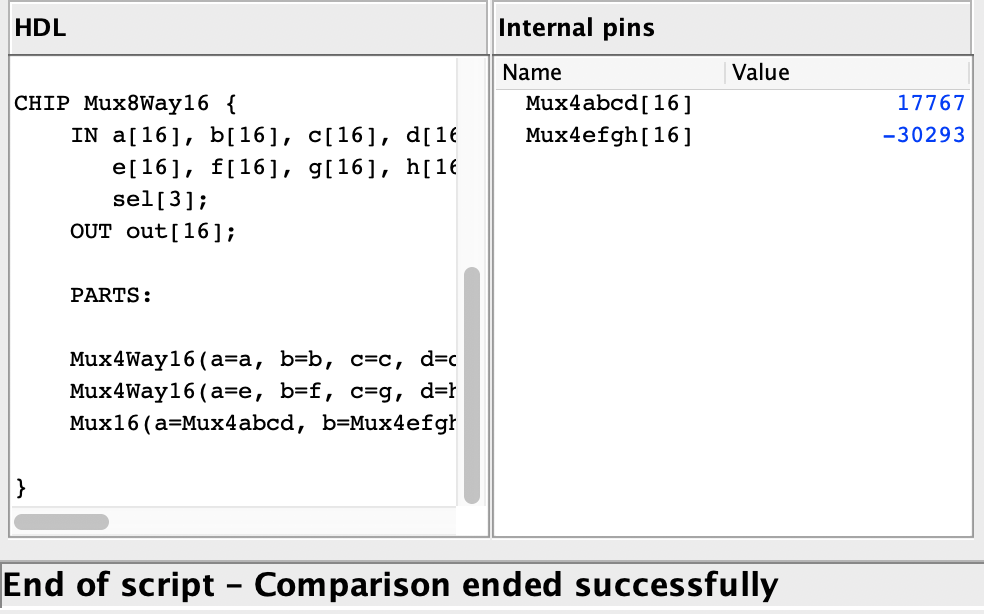 HDL
CHIP Mux8Way16 {
IN a[16], b[16], c[16], d[16
e[16], f[16], g[16], h[16
sel[3];
OUT out[16];
PARTS:
Mux4Way16(a=a, b=b, c=c, d=d
Mux4Way16(a=e, b=f, c=g, d=h
Mux16(a=Mux4abcd, b=Mux4efgh
}
Internal pins
Name Value
Mux4abcd[16] 17767
Mux4efgh[16] -30293
End of script – Comparison ended successfully